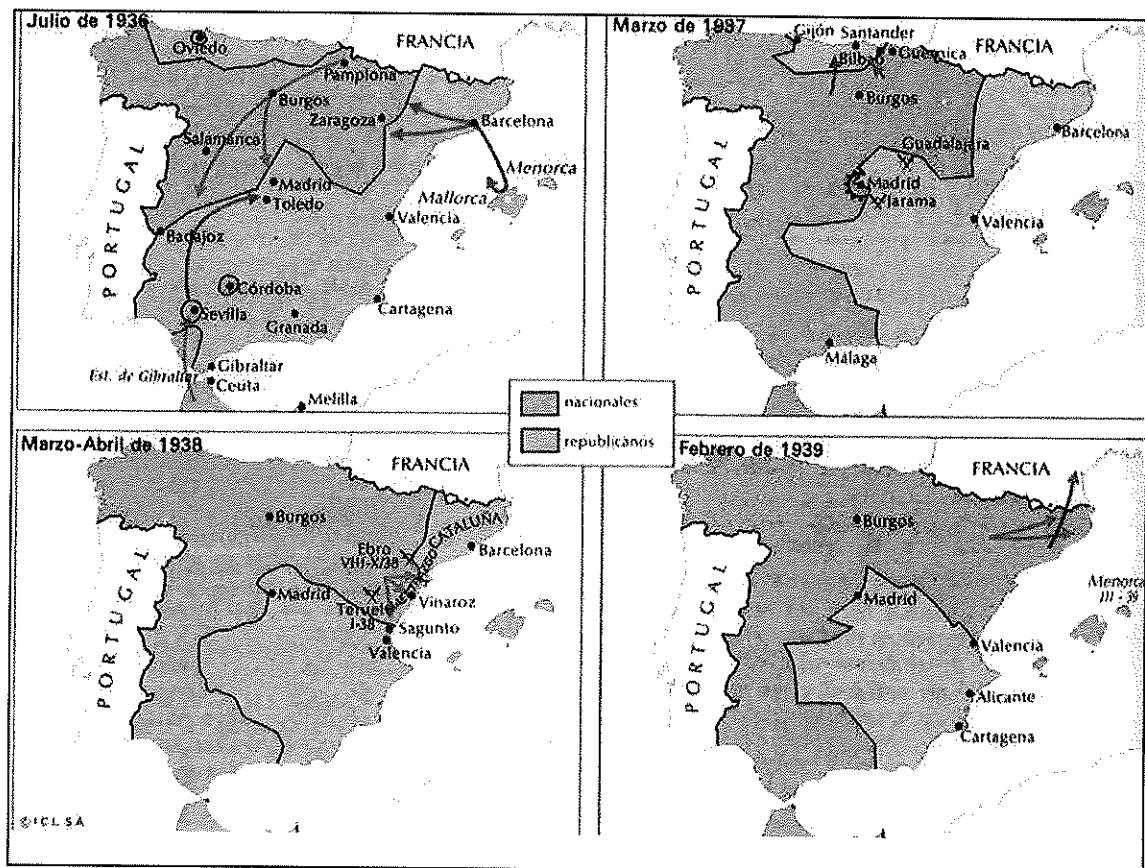 Julio de 1936
FRANCIA
Oviedo
Pamplona
Burgos
Zaragoza
Barcelona
Salamanca
Menorca
Mallorca
Madrid
Toledo
Valencia
PORTUGAL
Badajoz
Córdoba
Sevilla
Granada
Cartagena
Gibraltar
Est. de Gibraltar
Ceuta
Melilla
Marzo de 1937
FRANCIA
Gijón
Santander
Bilbao
Guernica
Burgos
Barcelona
Guadalajara
Madrid
Jarama
Valencia
PORTUGAL
Málaga
nacionales
republicanos
Marzo-Abril de 1938
FRANCIA
Burgos
CATALUÑA
Barcelona
Ebro
VIII-X/38
PORTUGAL
Madrid
Vinaroz
Teruel
I-38
Sagunto
Valencia
©ICLSA
Febrero de 1939
FRANCIA
Burgos
Menorca
III-39
Madrid
PORTUGAL
Valencia
Alicante
Cartagena